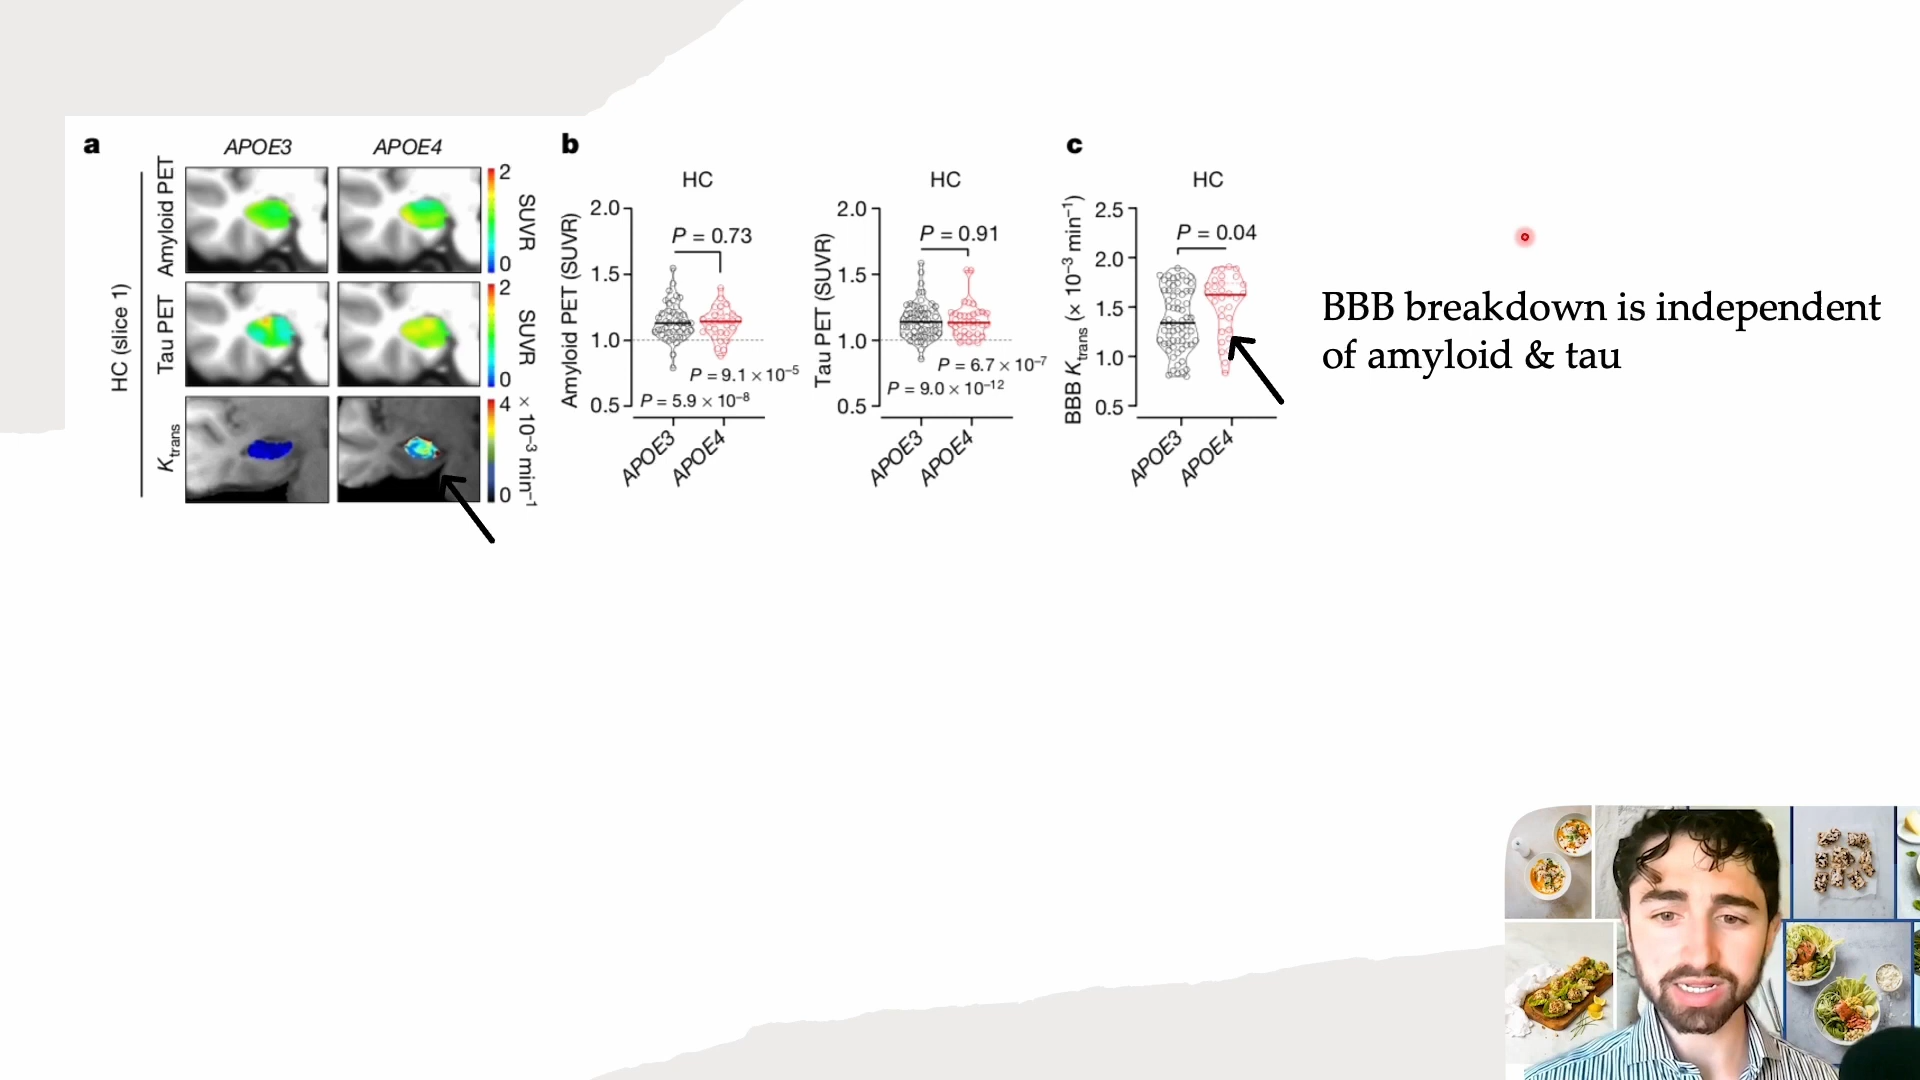 a
APOE3
APOE4
HC (slice 1)
Amyloid PET
2
SUVR
0
Tau PET
2
SUVR
0
Ktrans
4
× 10–3 min–1
0
b
HC
Amyloid PET (SUVR)
2.0
1.5
1.0
0.5
P = 0.73
P = 9.1 × 10–5
P = 5.9 × 10–8
APOE3
APOE4
HC
Tau PET (SUVR)
2.0
1.5
1.0
0.5
P = 0.91
P = 6.7 × 10–7
P = 9.0 × 10–12
APOE3
APOE4
c
HC
BBB Ktrans (× 10–3 min–1)
2.5
2.0
1.5
1.0
0.5
P = 0.04
APOE3
APOE4
BBB breakdown is independent
of amyloid & tau